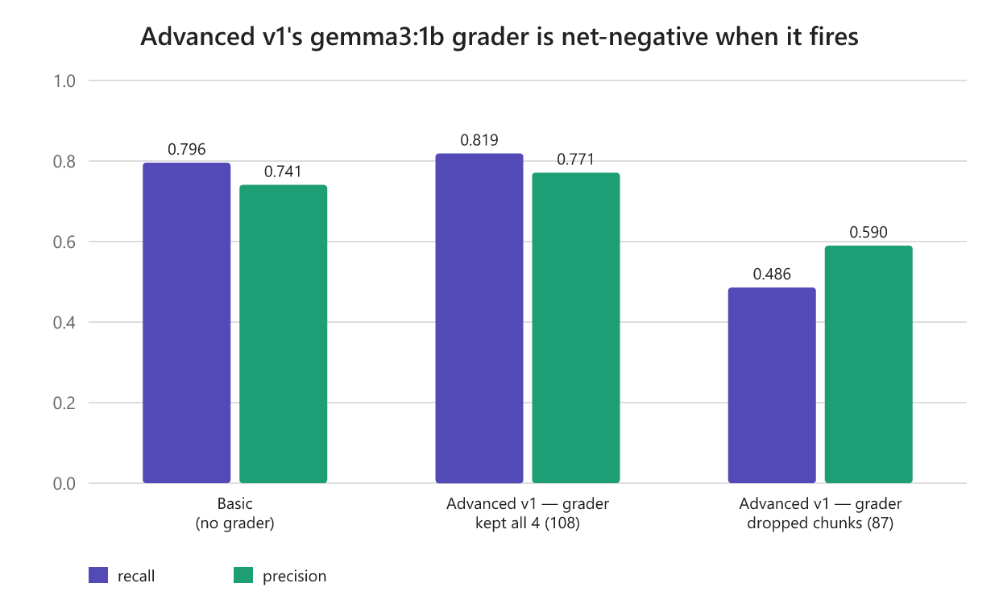 Advanced v1's gemma3:1b grader is net-negative when it fires
1.0
0.8
0.6
0.4
0.2
0.0
0.796
0.741
0.819
0.771
0.486
0.590
Basic
(no grader)
Advanced v1 — grader
kept all 4 (108)
Advanced v1 — grader
dropped chunks (87)
recall
precision